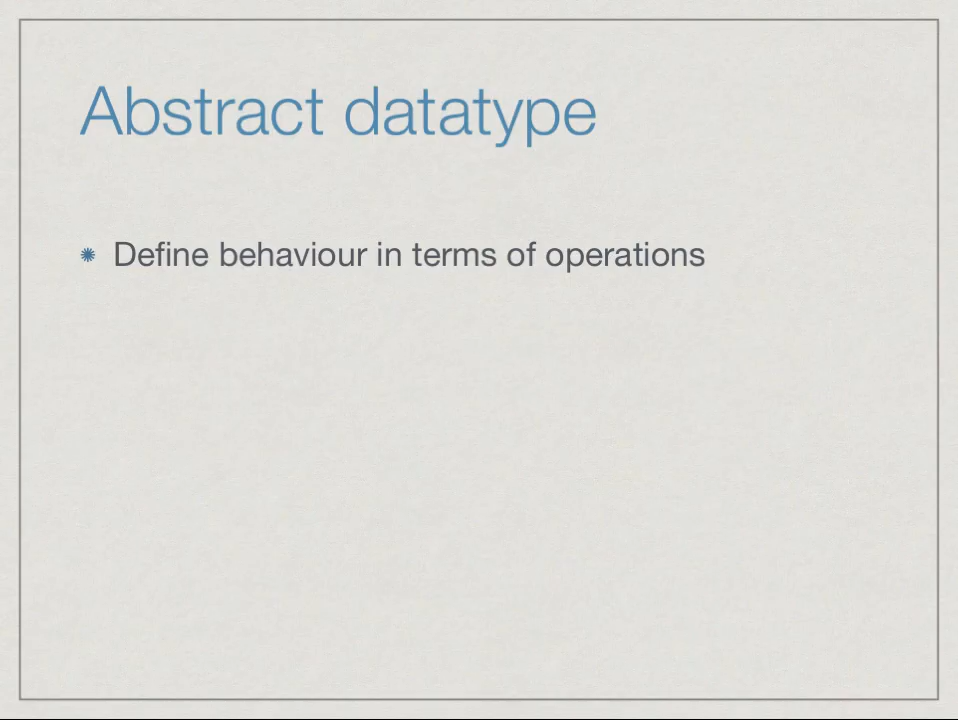 Abstract datatype
Define behaviour in terms of operations